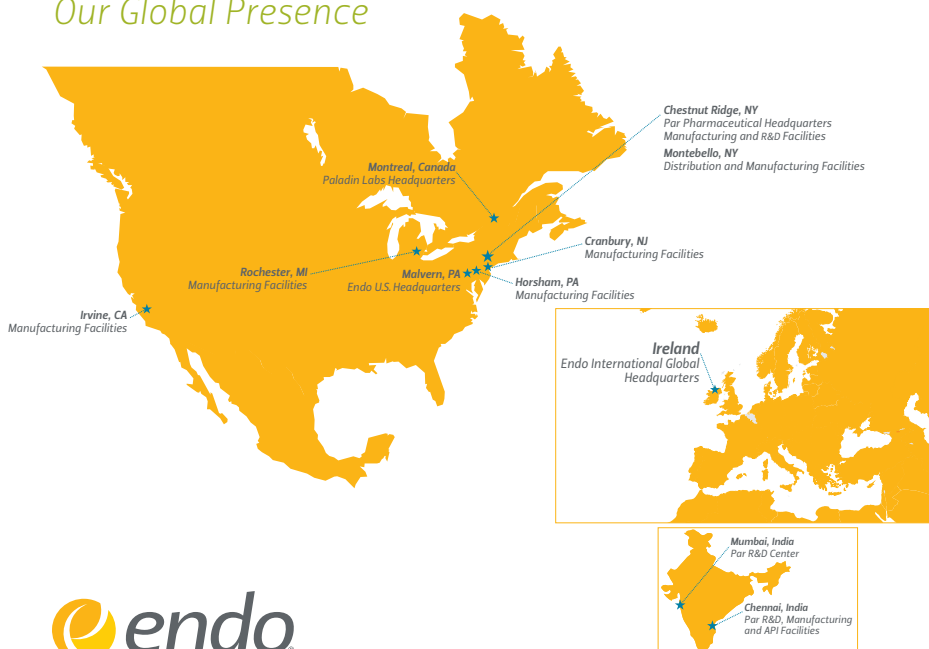 Our Global Presence
Chestnut Ridge, NY
Par Pharmaceutical Headquarters
Manufacturing and R&D Facilities
Montebello, NY
Distribution and Manufacturing Facilities
Montreal, Canada
Paladin Labs Headquarters
Cranbury, NJ
Manufacturing Facilities
Rochester, MI
Manufacturing Facilities
Malvern, PA
Endo U.S. Headquarters
Horsham, PA
Manufacturing Facilities
Irvine, CA
Manufacturing Facilities
Ireland
Endo International Global
Headquarters
Mumbai, India
Par R&D Center
Chennai, India
Par R&D, Manufacturing
and API Facilities
endo